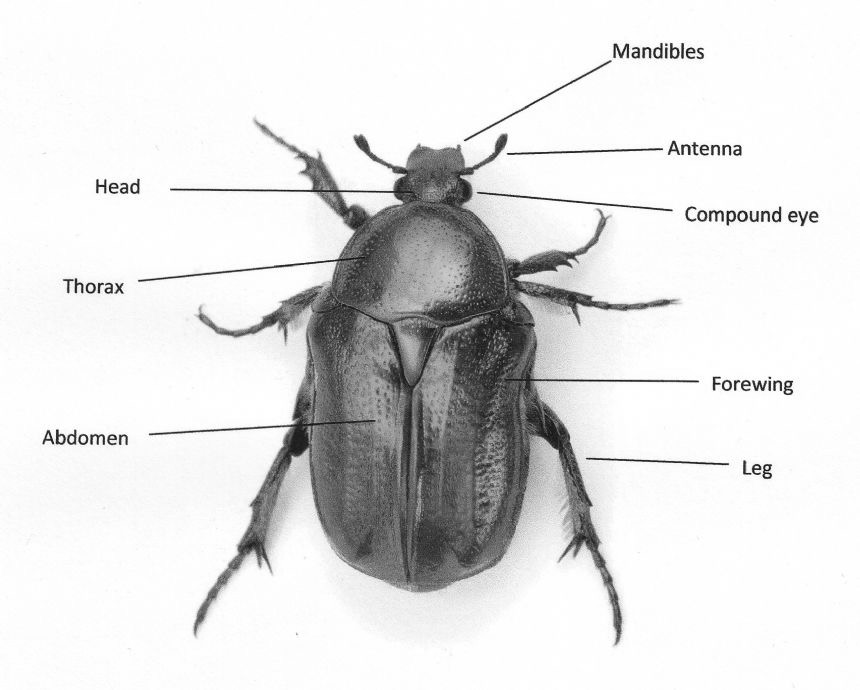 Mandibles
Antenna
Head
Compound eye
Thorax
Forewing
Abdomen
Leg